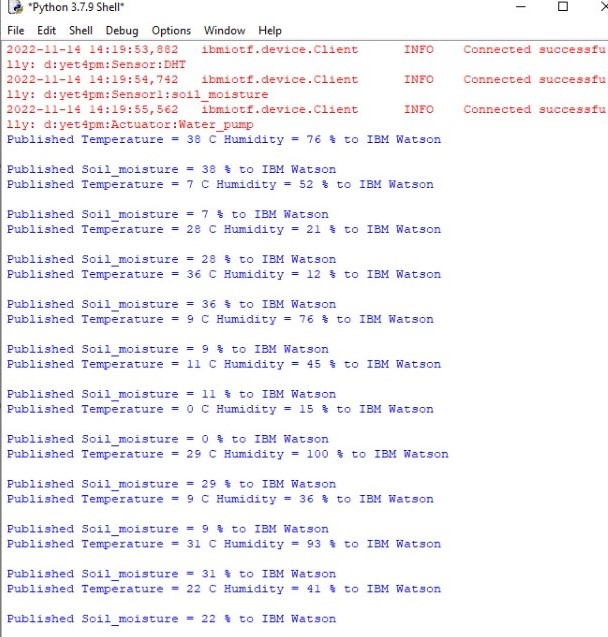 *Python 3.7.9 Shell*
File Edit Shell Debug Options Window Help
2022-11-14 14:19:53,882 ibmiotf.device.Client INFO Connected successfu
lly: d:yet4pm:Sensor:DHT
2022-11-14 14:19:54,742 ibmiotf.device.Client INFO Connected successfu
lly: d:yet4pm:Sensor1:soil_moisture
2022-11-14 14:19:55,562 ibmiotf.device.Client INFO Connected successfu
lly: d:yet4pm:Actuator:Water_pump
Published Temperature = 38 C Humidity = 76 % to IBM Watson
Published Soil_moisture = 38 % to IBM Watson
Published Temperature = 7 C Humidity = 52 % to IBM Watson
Published Soil_moisture = 7 % to IBM Watson
Published Temperature = 28 C Humidity = 21 % to IBM Watson
Published Soil_moisture = 28 % to IBM Watson
Published Temperature = 36 C Humidity = 12 % to IBM Watson
Published Soil_moisture = 36 % to IBM Watson
Published Temperature = 9 C Humidity = 76 % to IBM Watson
Published Soil_moisture = 9 % to IBM Watson
Published Temperature = 11 C Humidity = 45 % to IBM Watson
Published Soil_moisture = 11 % to IBM Watson
Published Temperature = 0 C Humidity = 15 % to IBM Watson
Published Soil_moisture = 0 % to IBM Watson
Published Temperature = 29 C Humidity = 100 % to IBM Watson
Published Soil_moisture = 29 % to IBM Watson
Published Temperature = 9 C Humidity = 36 % to IBM Watson
Published Soil_moisture = 9 % to IBM Watson
Published Temperature = 31 C Humidity = 93 % to IBM Watson
Published Soil_moisture = 31 % to IBM Watson
Published Temperature = 22 C Humidity = 41 % to IBM Watson
Published Soil_moisture = 22 % to IBM Watson